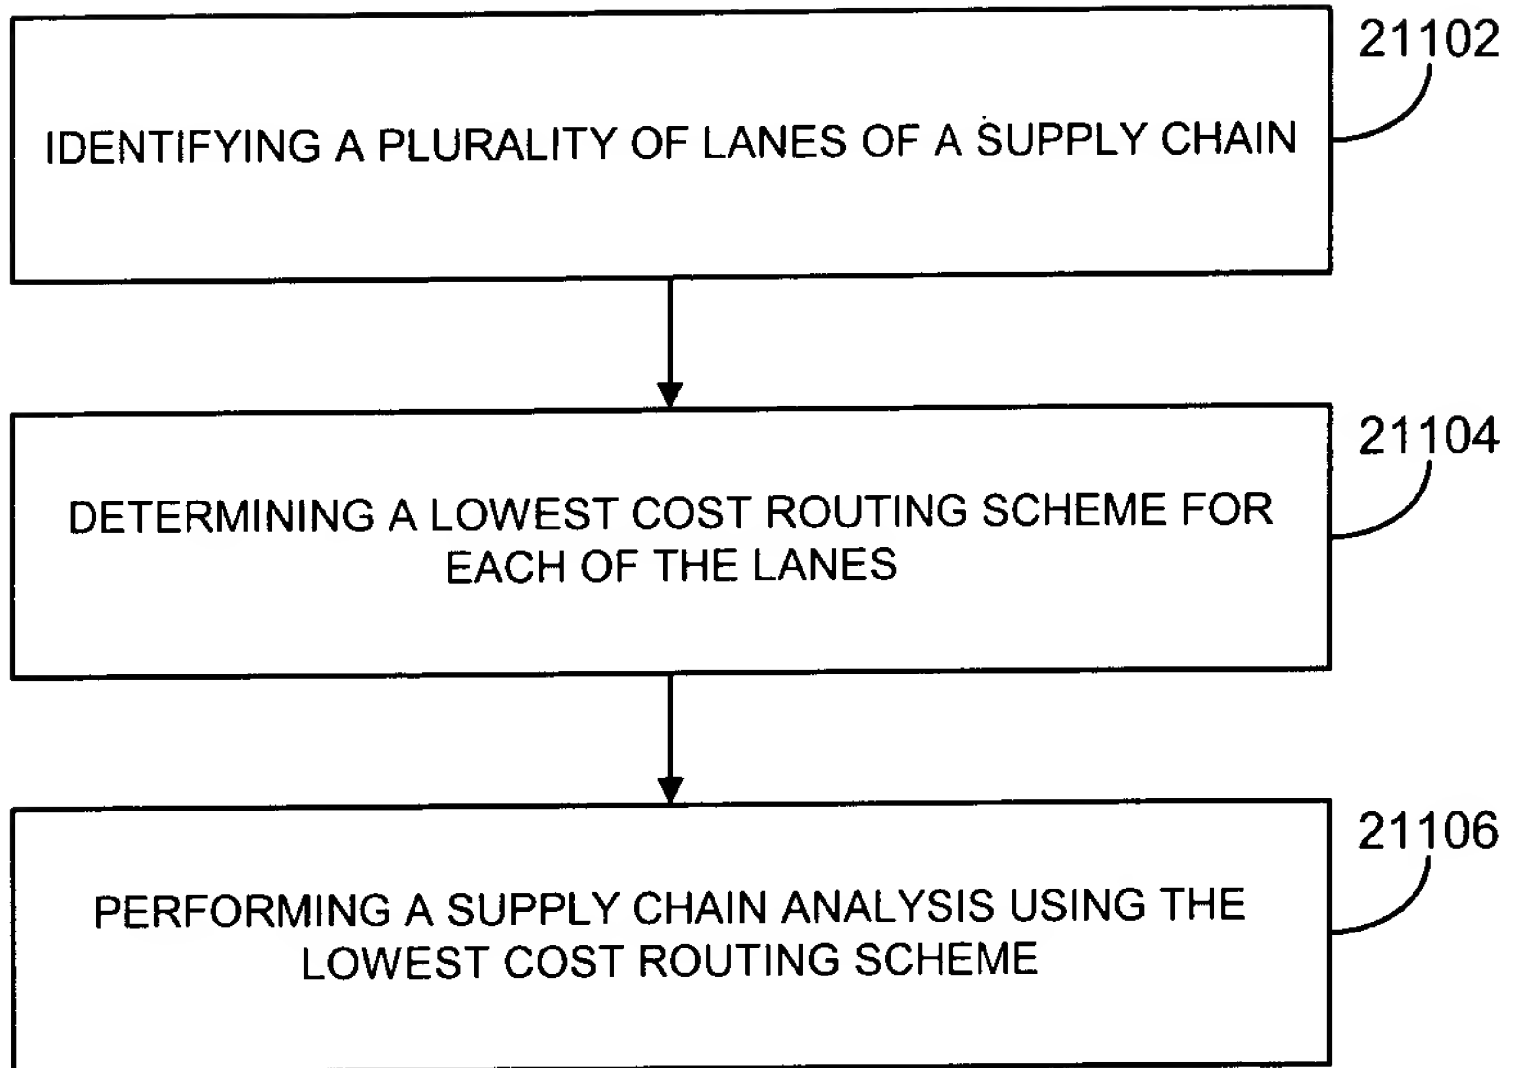 21102
IDENTIFYING A PLURALITY OF LANES OF A SUPPLY CHAIN
21104
DETERMINING A LOWEST COST ROUTING SCHEME FOR
EACH OF THE LANES
21106
PERFORMING A SUPPLY CHAIN ANALYSIS USING THE
LOWEST COST ROUTING SCHEME